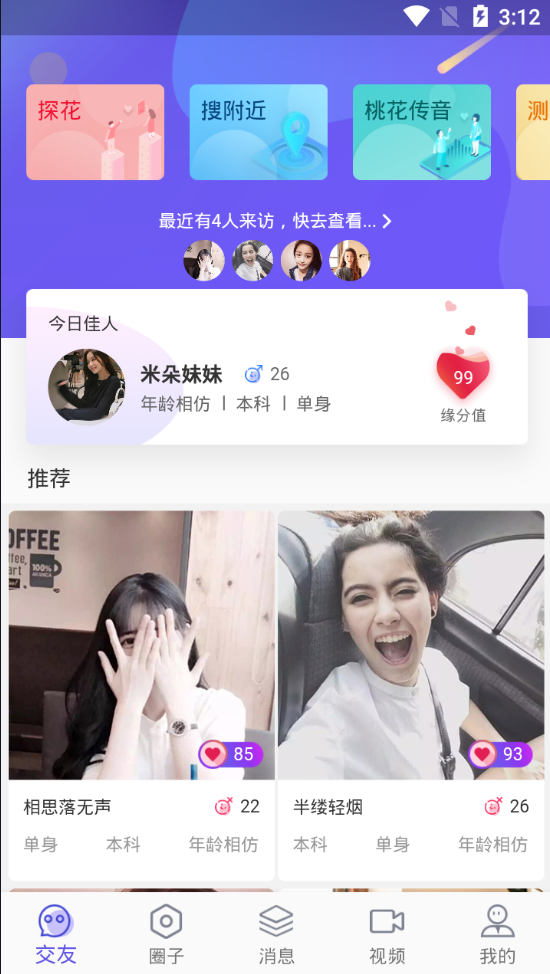 3:12
探花
搜附近
桃花传音
测
最近有4人来访，快去查看...
今日佳人
米朵妹妹 26
年龄相仿 | 本科 | 单身
99
缘分值
推荐
OFFEE
100%
85
93
相思落无声 22
单身 本科 年龄相仿
半缕轻烟 26
本科 单身 年龄相仿
交友
圈子
消息
视频
我的